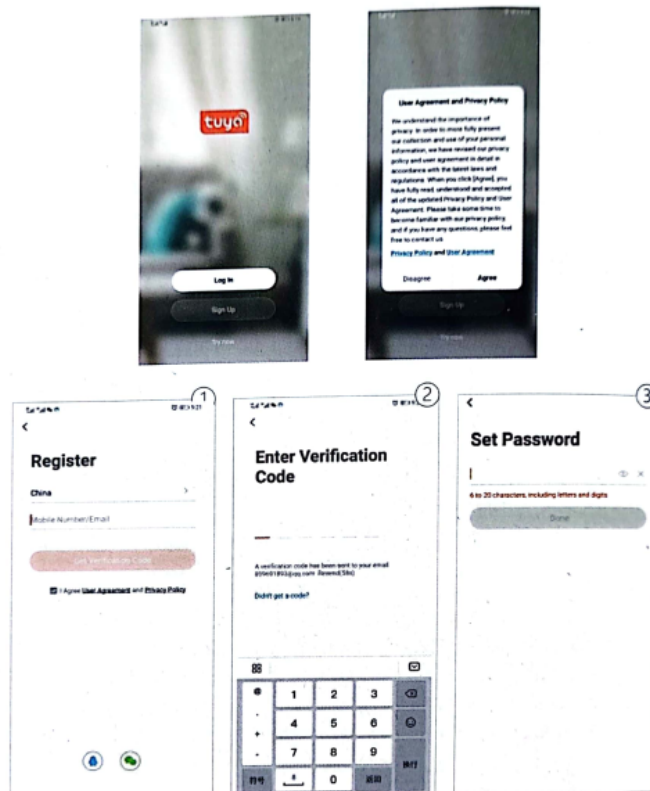 tuya
Log In
Sign Up
Try now
User Agreement and Privacy Policy
We understand the importance of
privacy. In order to more fully present
our collection and use of your personal
information, we have revised our privacy
policy and user agreement in detail in
accordance with the latest laws and
regulations. When you click [Agree], you
have fully read, understood and accepted
all of the updated Privacy Policy and User
Agreement. Please take some time to
become familiar with our privacy policy,
and if you have any questions, please feel
free to contact us.
Privacy Policy and User Agreement
Disagree Agree
Sign Up
Try now
1
<
Register
China >
Mobile Number/Email
Get Verification Code
I Agree User Agreement and Privacy Policy
2
<
Enter Verification
Code
A verification code has been sent to your email
Resend(58s)
Didn't get a code?
@ 1 2 3
. 4 5 6
+
- 7 8 9 换行
符号 0 返回
3
<
Set Password
6 to 20 characters, including letters and digits
Done